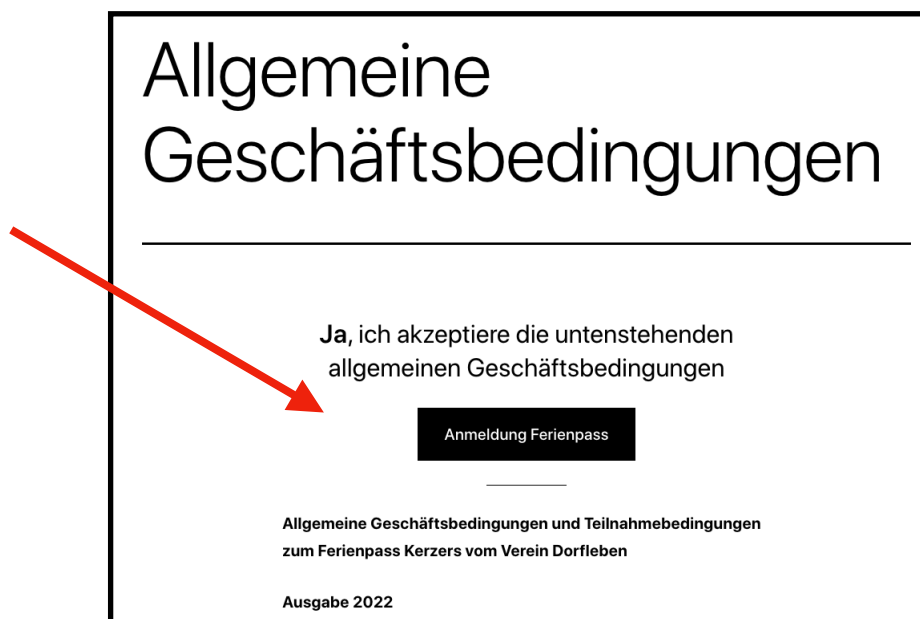 Allgemeine
Geschäftsbedingungen
Ja, ich akzeptiere die untenstehenden
allgemeinen Geschäftsbedingungen
Anmeldung Ferienpass
Allgemeine Geschäftsbedingungen und Teilnahmebedingungen
zum Ferienpass Kerzers vom Verein Dorfleben
Ausgabe 2022